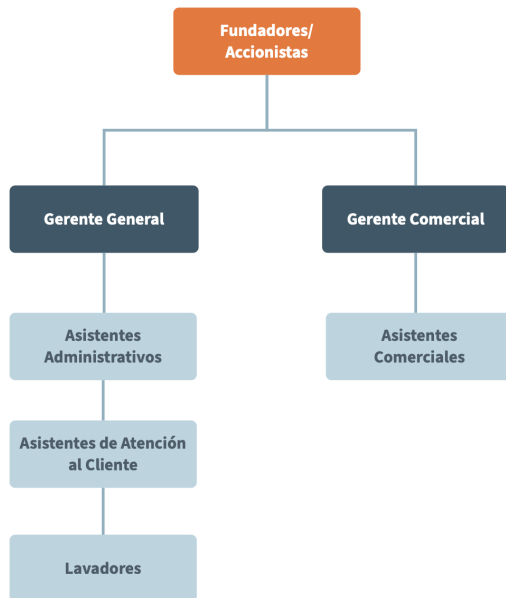 Fundadores/
Accionistas
Gerente General
Gerente Comercial
Asistentes
Administrativos
Asistentes
Comerciales
Asistentes de Atención
al Cliente
Lavadores